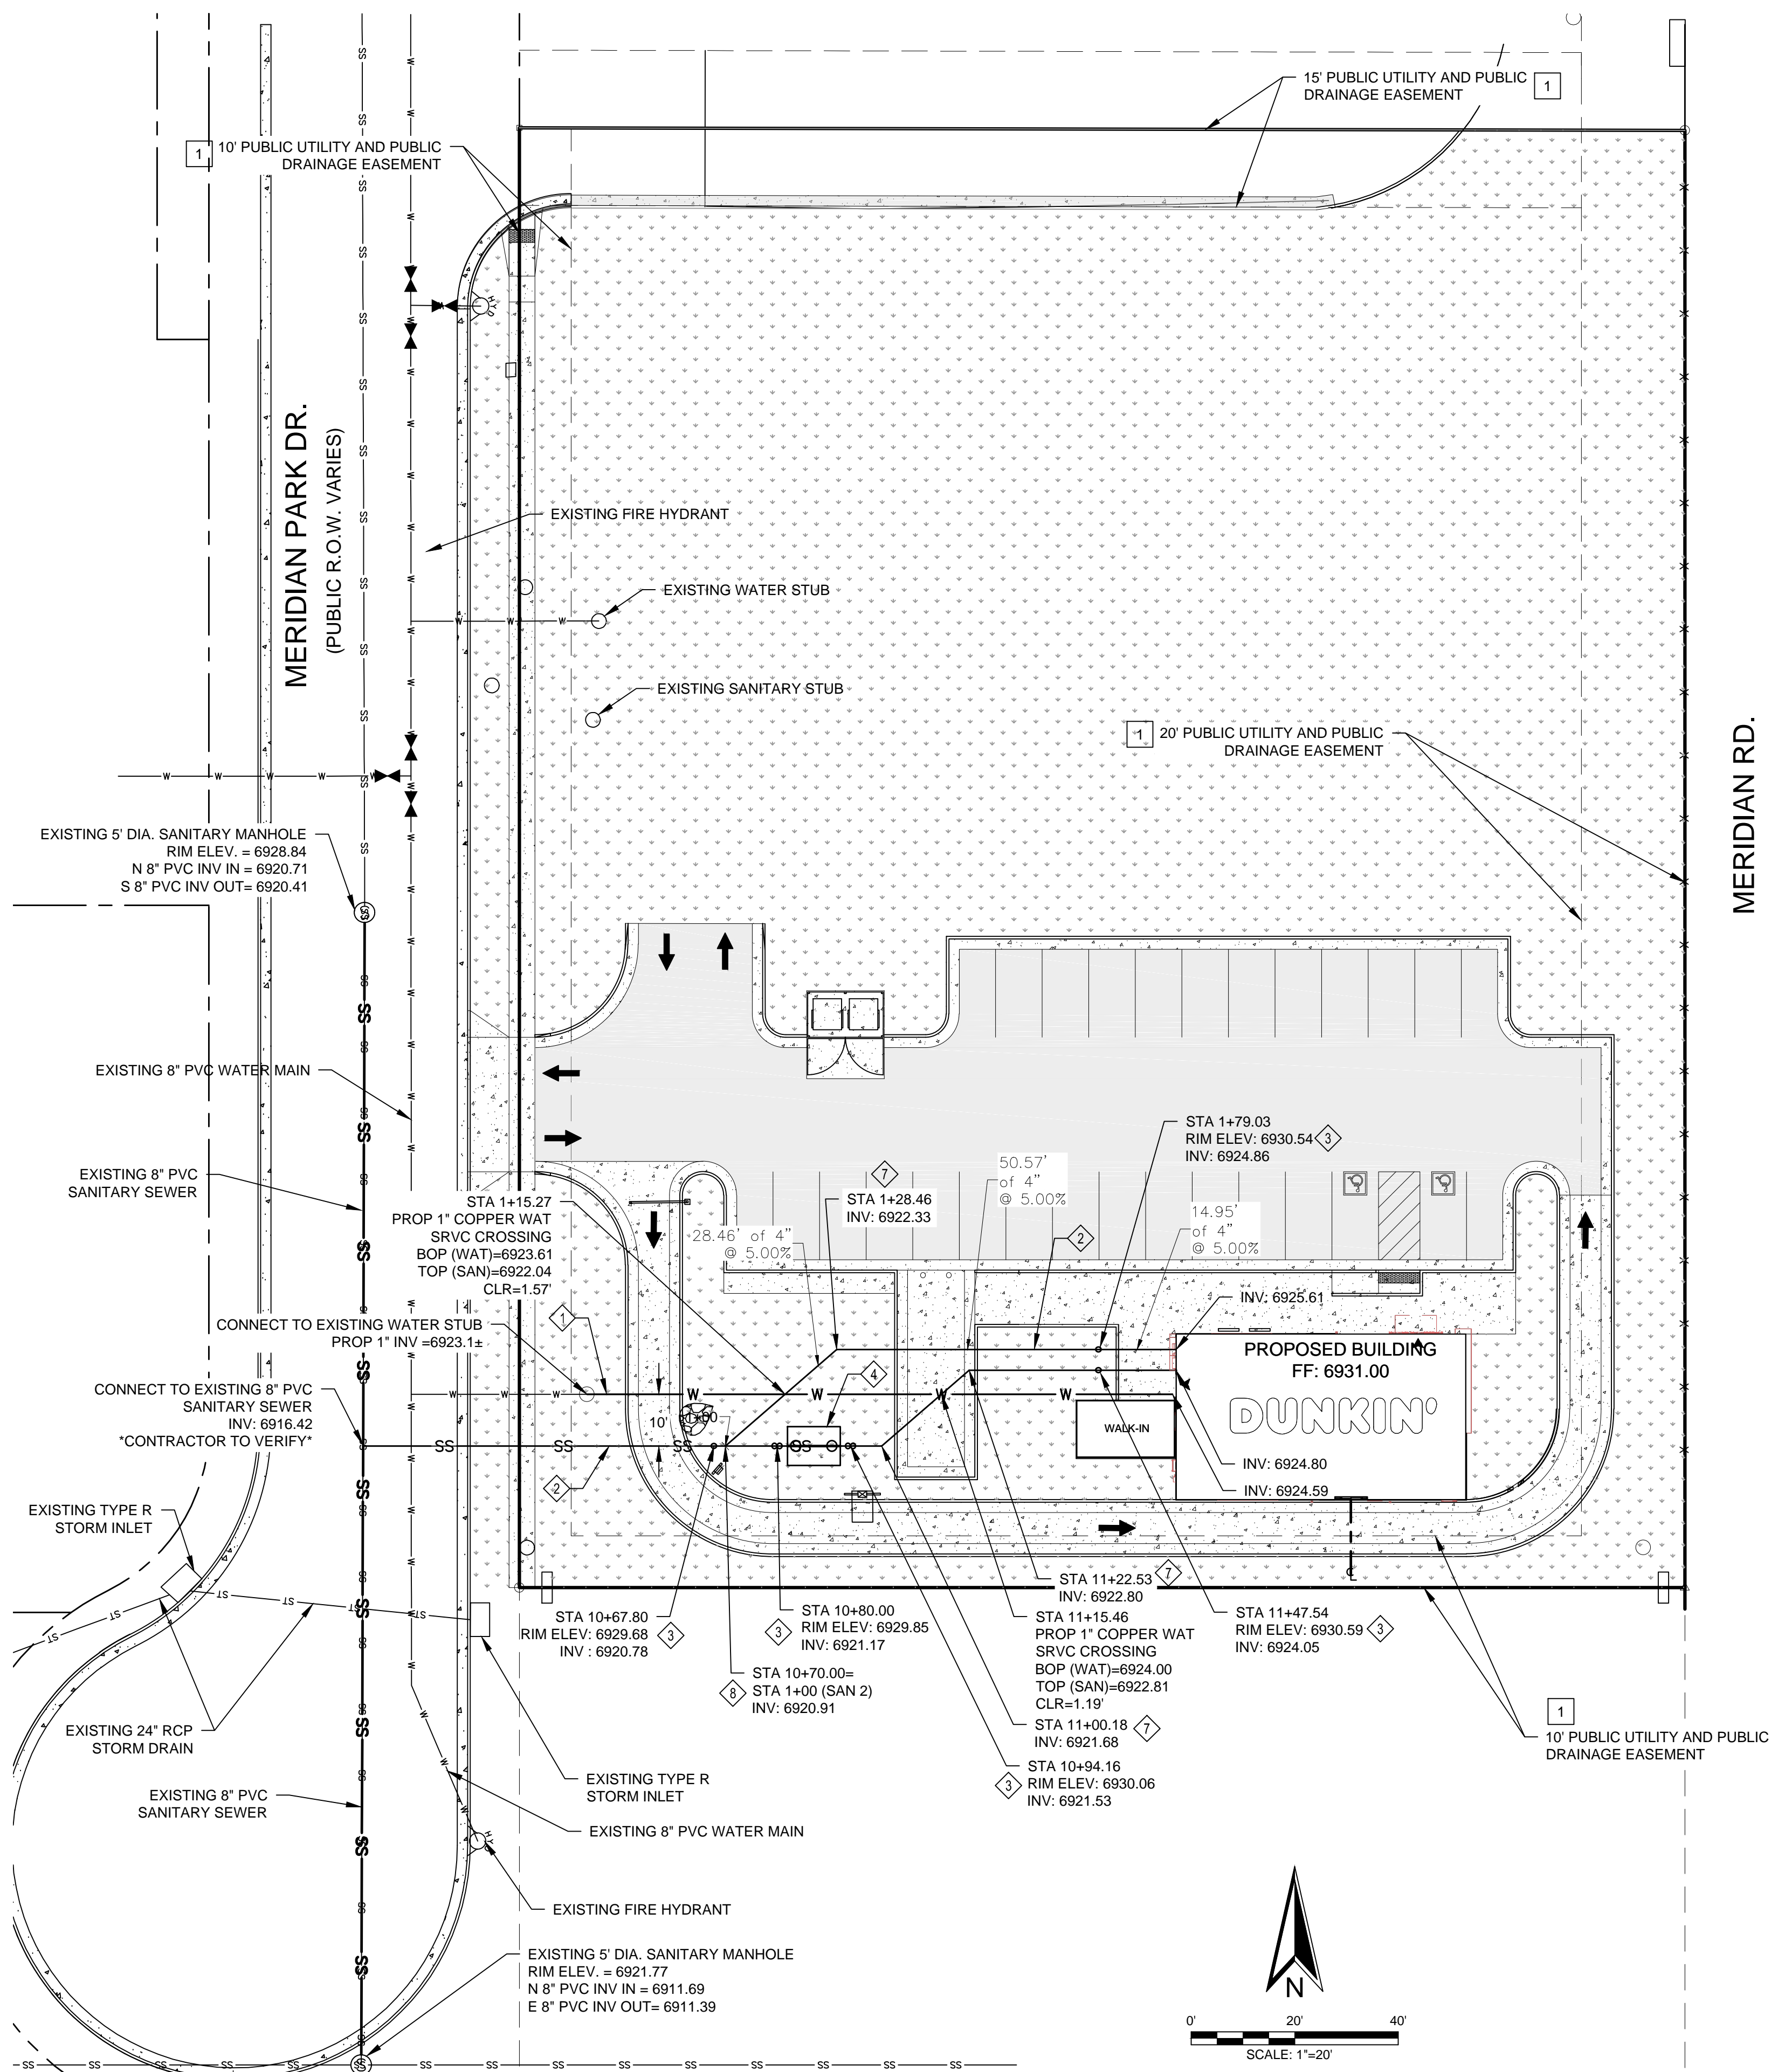 15' PUBLIC UTILITY AND PUBLIC
DRAINAGE EASEMENT
1
1
10' PUBLIC UTILITY AND PUBLIC
DRAINAGE EASEMENT
HYD
MERIDIAN PARK DR.
(PUBLIC R.O.W. VARIES)
EXISTING FIRE HYDRANT
EXISTING WATER STUB
EXISTING SANITARY STUB
1
20' PUBLIC UTILITY AND PUBLIC
DRAINAGE EASEMENT
MERIDIAN RD.
EXISTING 5' DIA. SANITARY MANHOLE
RIM ELEV. = 6928.84
N 8" PVC INV IN = 6920.71
S 8" PVC INV OUT= 6920.41
EXISTING 8" PVC WATER MAIN
EXISTING 8" PVC
SANITARY SEWER
STA 1+79.03
RIM ELEV: 6930.54
INV: 6924.86
3
50.57'
of 4"
@ 5.00%
7
STA 1+28.46
INV: 6922.33
STA 1+15.27
PROP 1" COPPER WAT
SRVC CROSSING
BOP (WAT)=6923.61
TOP (SAN)=6922.04
CLR=1.57'
28.46' of 4"
@ 5.00%
2
14.95'
of 4"
@ 5.00%
INV: 6925.61
1
CONNECT TO EXISTING WATER STUB
PROP 1" INV =6923.1±
PROPOSED BUILDING
FF: 6931.00
DUNKIN'
4
CONNECT TO EXISTING 8" PVC
SANITARY SEWER
INV: 6916.42
*CONTRACTOR TO VERIFY*
W W W W
10'
SS SS SS SS
WALK-IN
INV: 6924.80
INV: 6924.59
2
EXISTING TYPE R
STORM INLET
ST ST ST ST
STA 10+67.80
RIM ELEV: 6929.68
INV : 6920.78
3
3
STA 10+80.00
RIM ELEV: 6929.85
INV: 6921.17
STA 11+22.53
INV: 6922.80
7
STA 11+15.46
PROP 1" COPPER WAT
SRVC CROSSING
BOP (WAT)=6924.00
TOP (SAN)=6922.81
CLR=1.19'
STA 11+47.54
RIM ELEV: 6930.59
INV: 6924.05
3
8
STA 10+70.00=
STA 1+00 (SAN 2)
INV: 6920.91
STA 11+00.18
INV: 6921.68
7
3
STA 10+94.16
RIM ELEV: 6930.06
INV: 6921.53
1
10' PUBLIC UTILITY AND PUBLIC
DRAINAGE EASEMENT
EXISTING 24" RCP
STORM DRAIN
EXISTING TYPE R
STORM INLET
EXISTING 8" PVC
SANITARY SEWER
EXISTING 8" PVC WATER MAIN
HYD
EXISTING FIRE HYDRANT
EXISTING 5' DIA. SANITARY MANHOLE
RIM ELEV. = 6921.77
N 8" PVC INV IN = 6911.69
E 8" PVC INV OUT= 6911.39
N
0' 20' 40'
SCALE: 1"=20'